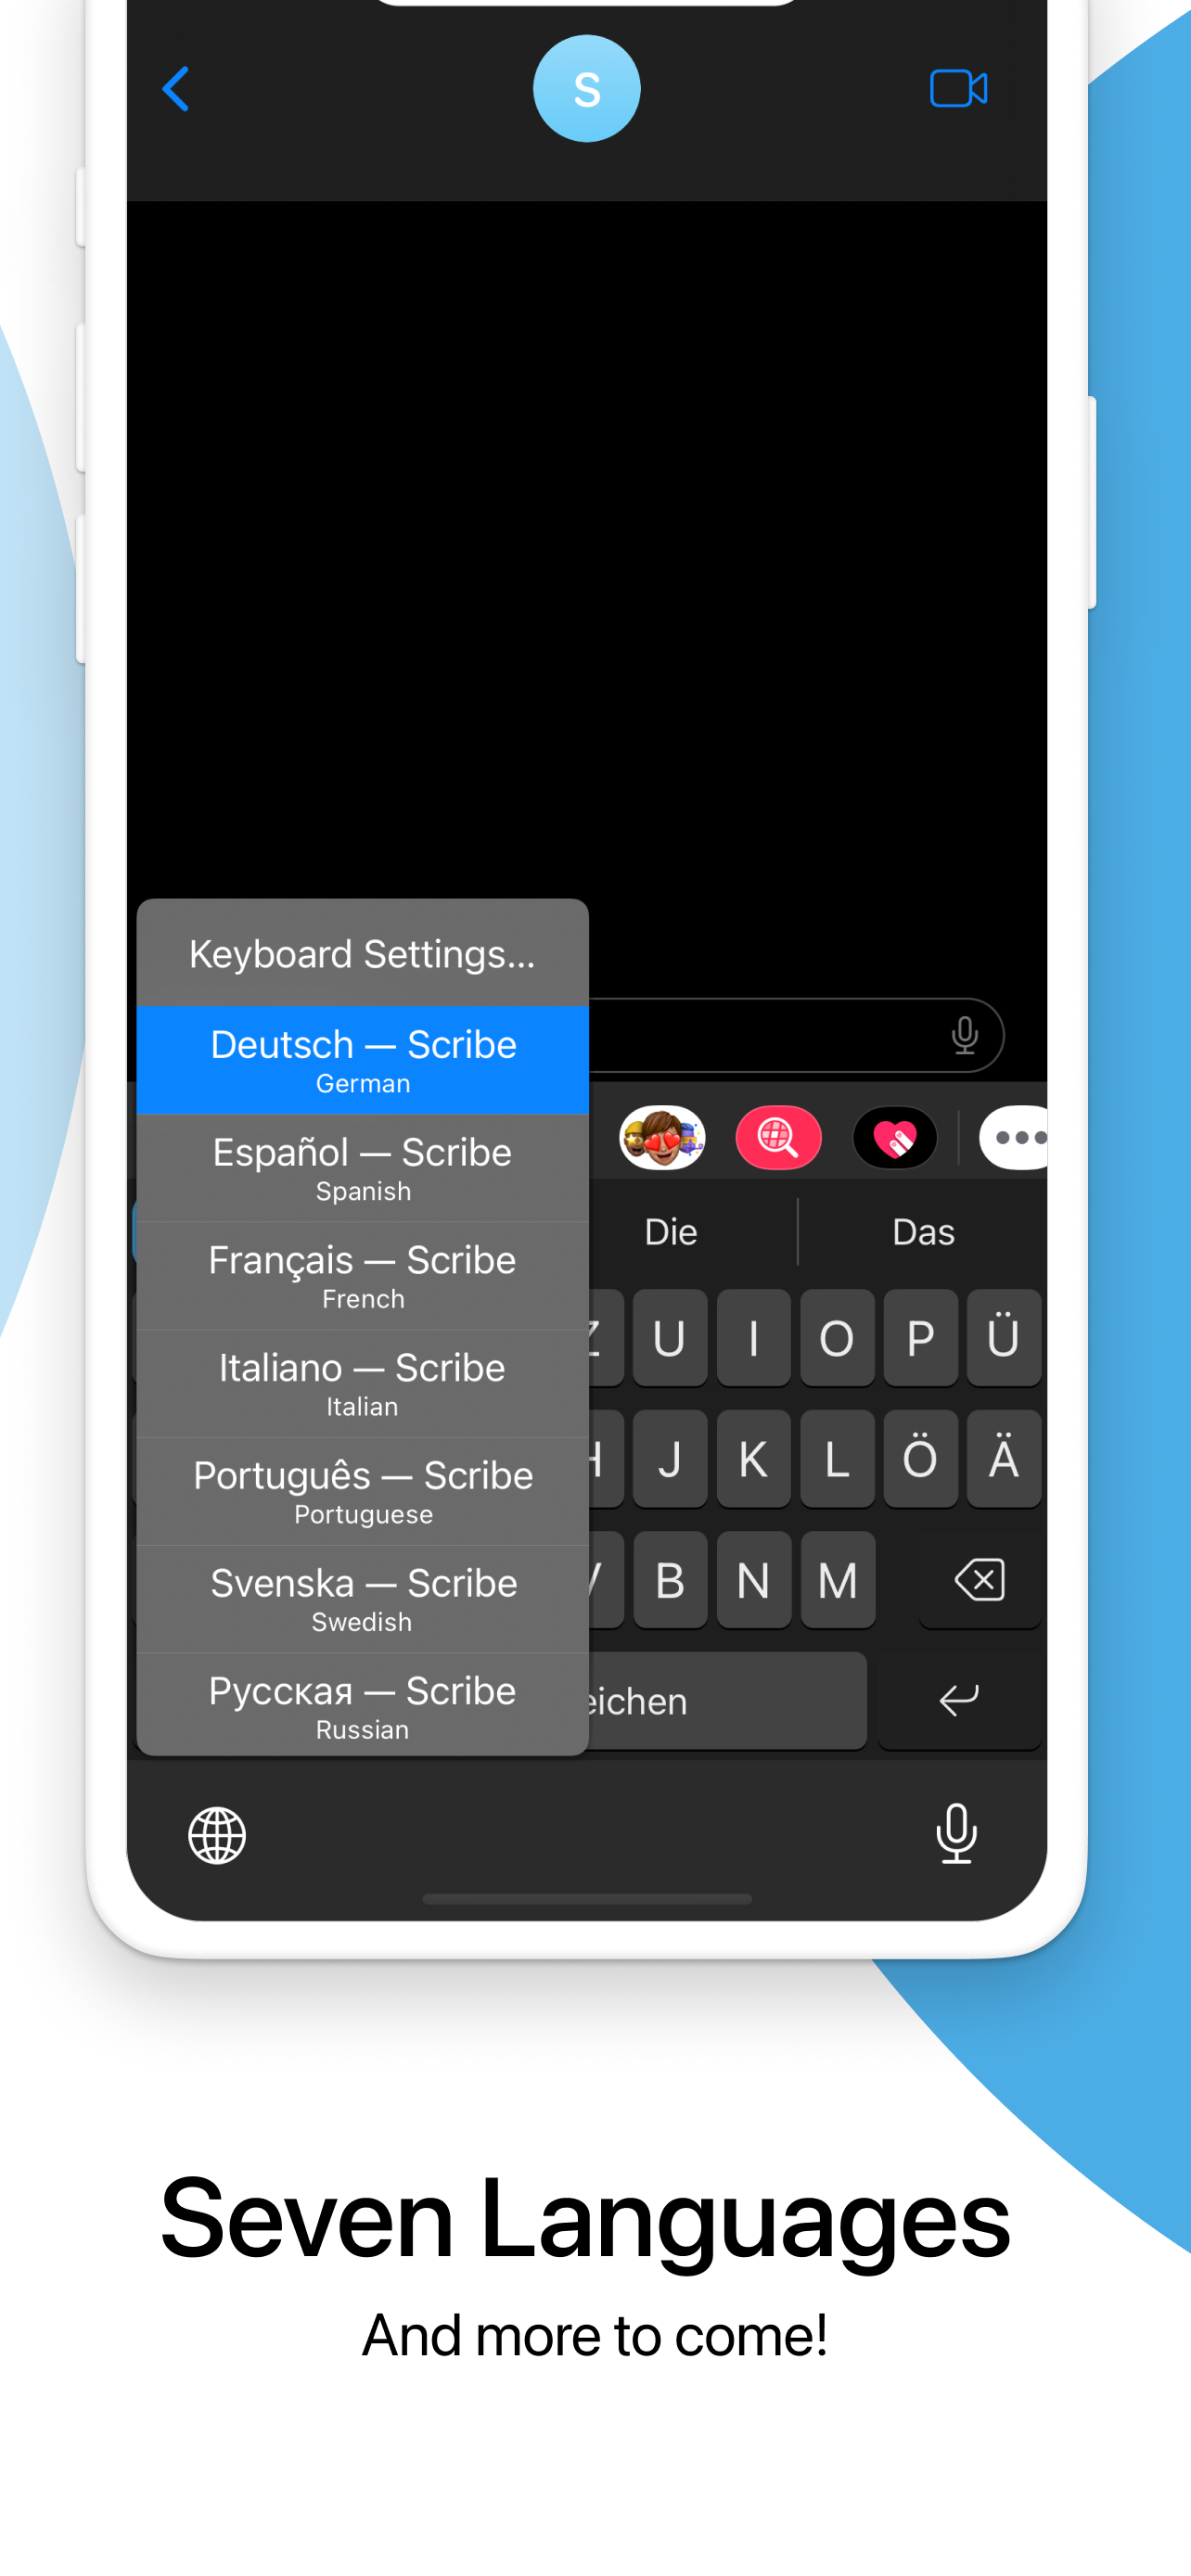 S
Keyboard Settings...
Deutsch — Scribe
German
Español — Scribe
Spanish
Français — Scribe
French
Italiano — Scribe
Italian
Português — Scribe
Portuguese
Svenska — Scribe
Swedish
Русская — Scribe
Russian
Die Das
Z U I O P Ü
H J K L Ö Ä
V B N M
eichen
Seven Languages
And more to come!